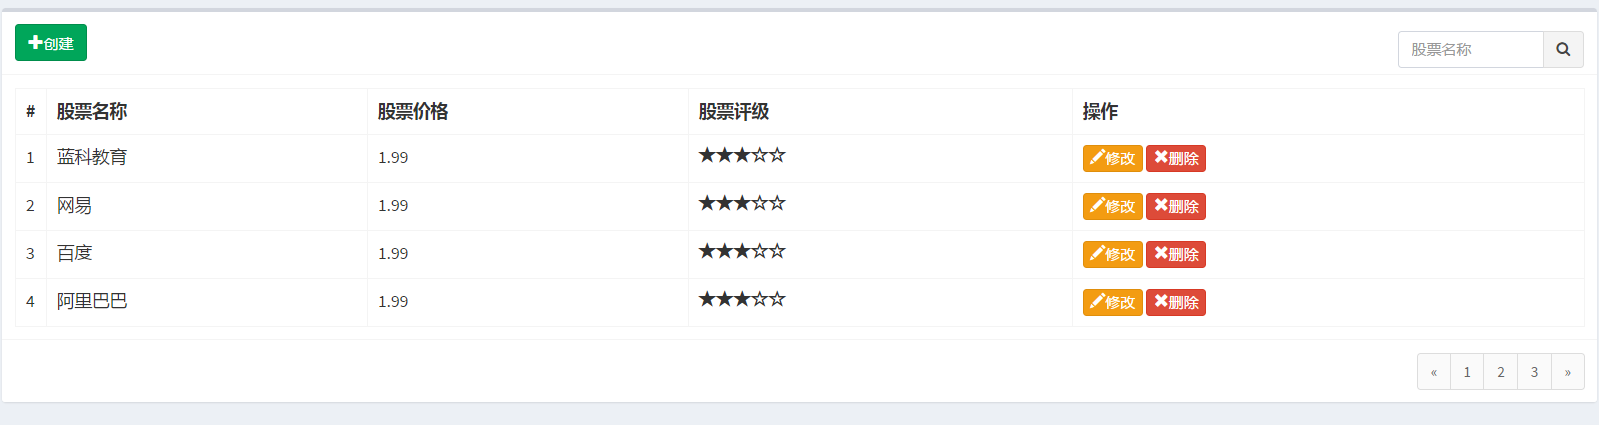 创建
股票名称
# 股票名称 股票价格 股票评级 操作
1 蓝科教育 1.99 ★★★☆☆ 修改 删除
2 网易 1.99 ★★★☆☆ 修改 删除
3 百度 1.99 ★★★☆☆ 修改 删除
4 阿里巴巴 1.99 ★★★☆☆ 修改 删除
« 1 2 3 »